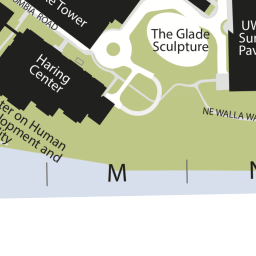 UMBIA ROAD
e Tower
The Glade
Sculpture
UW
Sur
Pav
Haring
Center
NE WALLA WA
ter on Human
lopment and
ity
M